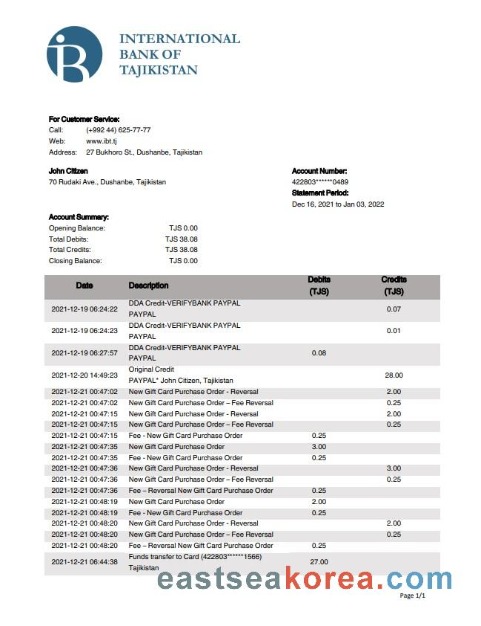 INTERNATIONAL
BANK OF
TAJIKISTAN
For Customer Service:
Call: (+992 44) 625-77-77
Web: www.ibt.tj
Address: 27 Bukhoro St., Dushanbe, Tajikistan
John Citizen Account Number:
70 Rudaki Ave., Dushanbe, Tajikistan 422803******0489
Statement Period:
Dec 16, 2021 to Jan 03, 2022
Account Summary:
Opening Balance: TJS 0.00
Total Debits: TJS 38.08
Total Credits: TJS 38.08
Closing Balance: TJS 0.00
Date Description Debits (TJS) Credits (TJS)
2021-12-19 06:24:22 DDA Credit-VERIFYBANK PAYPAL PAYPAL 0.07
2021-12-19 06:24:23 DDA Credit-VERIFYBANK PAYPAL PAYPAL 0.01
2021-12-19 06:27:57 DDA Credit-VERIFYBANK PAYPAL PAYPAL 0.08
2021-12-20 14:49:23 Original Credit PAYPAL* John Citizen, Tajikistan 28.00
2021-12-21 00:47:02 New Gift Card Purchase Order - Reversal 2.00
2021-12-21 00:47:02 New Gift Card Purchase Order – Fee Reversal 0.25
2021-12-21 00:47:15 New Gift Card Purchase Order - Reversal 2.00
2021-12-21 00:47:15 New Gift Card Purchase Order – Fee Reversal 0.25
2021-12-21 00:47:15 Fee - New Gift Card Purchase Order 0.25
2021-12-21 00:47:35 New Gift Card Purchase Order 3.00
2021-12-21 00:47:35 Fee - New Gift Card Purchase Order 0.25
2021-12-21 00:47:36 New Gift Card Purchase Order - Reversal 3.00
2021-12-21 00:47:36 New Gift Card Purchase Order – Fee Reversal 0.25
2021-12-21 00:47:36 Fee – Reversal New Gift Card Purchase Order 0.25
2021-12-21 00:48:19 New Gift Card Purchase Order 2.00
2021-12-21 00:48:19 Fee - New Gift Card Purchase Order 0.25
2021-12-21 00:48:20 New Gift Card Purchase Order - Reversal 2.00
2021-12-21 00:48:20 New Gift Card Purchase Order – Fee Reversal 0.25
2021-12-21 00:48:20 Fee – Reversal New Gift Card Purchase Order 0.25
2021-12-21 06:44:38 Funds transfer to Card (422803******1566) Tajikistan 27.00
eastseakorea.com
Page 1/1